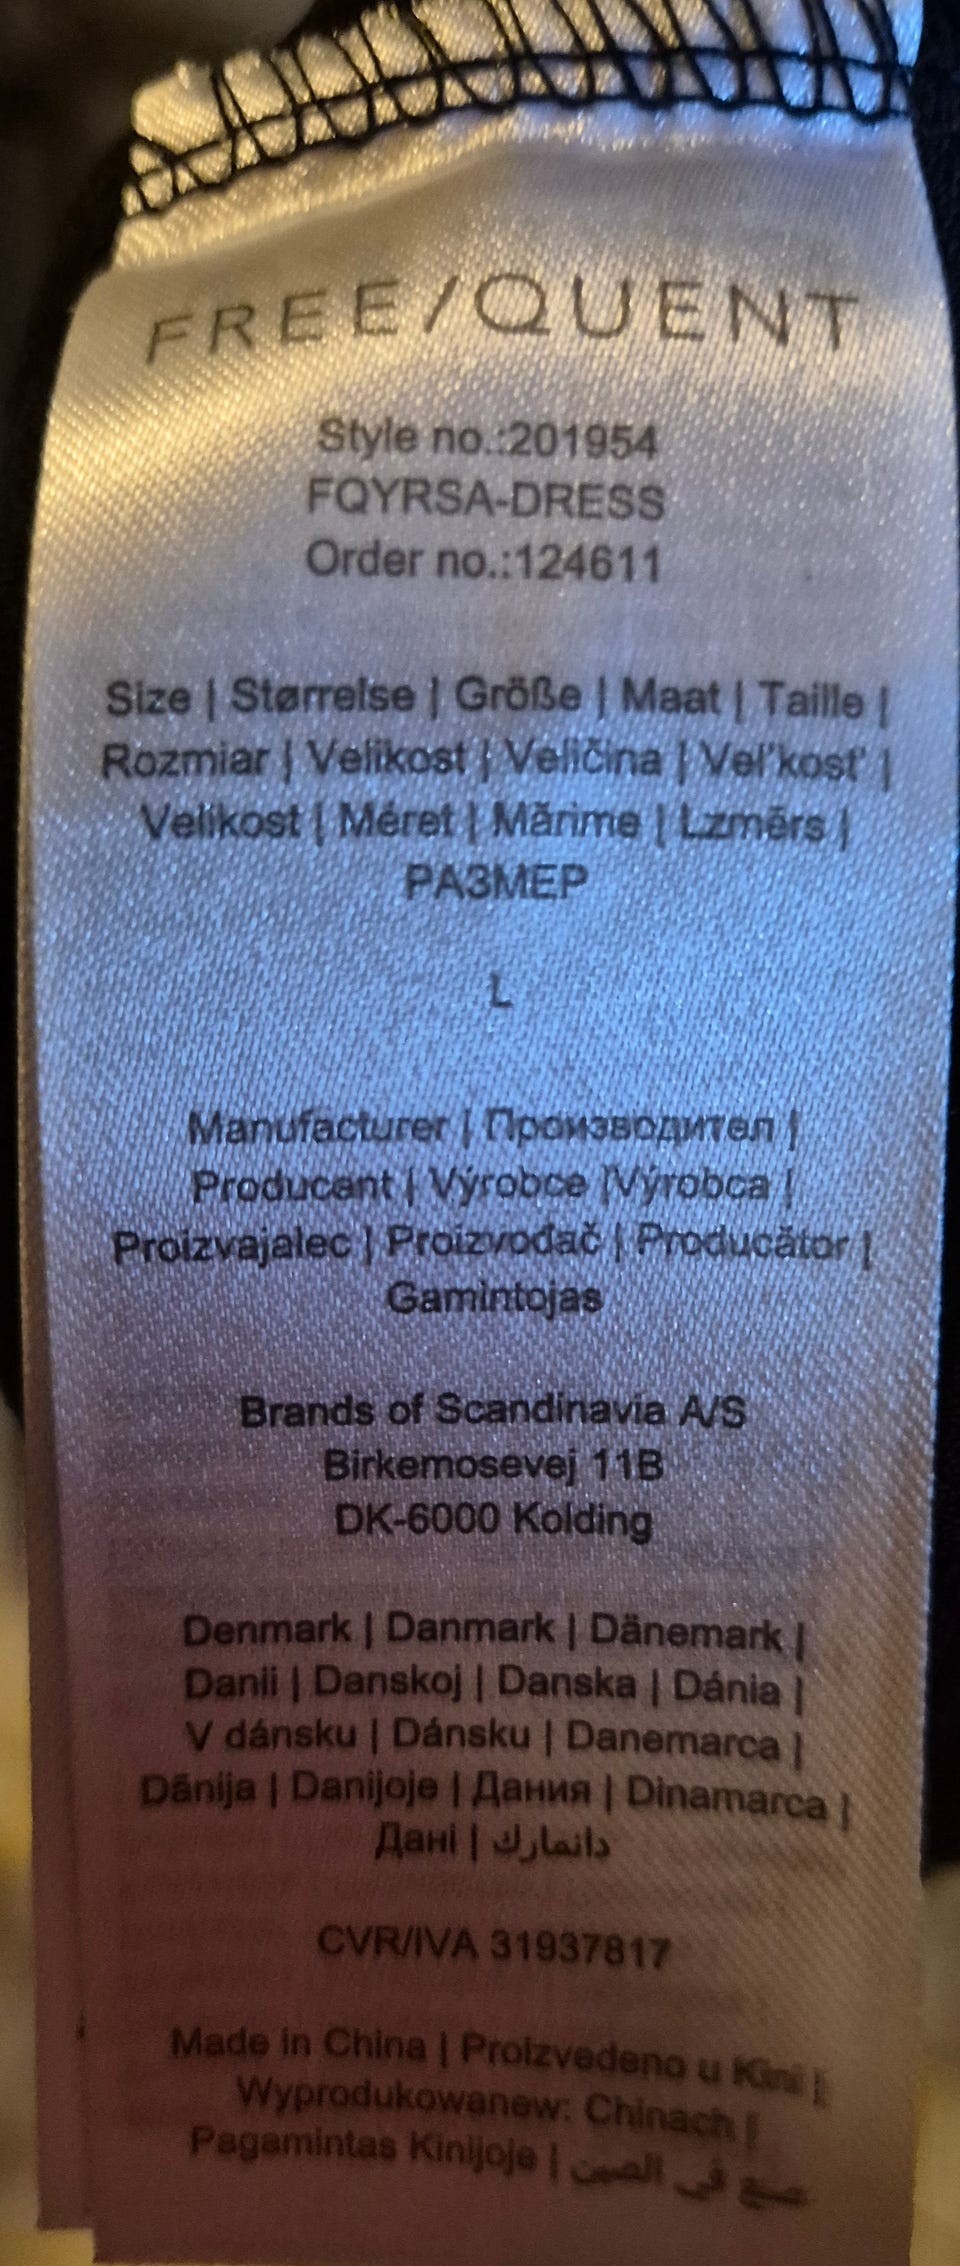 FREE/QUENT
Style no.:201954
FQYRSA-DRESS
Order no.:124611
Size | Størrelse | Größe | Maat | Taille |
Rozmiar | Velikost | Veličina | Veľkosť |
Velikost | Méret | Mărime | Lzmērs |
РАЗМЕР
L
Manufacturer | Производител |
Producent | Výrobce |Výrobca |
Proizvajalec | Proizvođač | Producător |
Gamintojas
Brands of Scandinavia A/S
Birkemosevej 11B
DK-6000 Kolding
Denmark | Danmark | Dänemark |
Danii | Danskoj | Danska | Dánia |
V dánsku | Dánsku | Danemarca |
Dānija | Danijoje | Дания | Dinamarca |
Дані | دانمارك
CVR/IVA 31937817
Made in China | Proizvedeno u Kini |
Wyprodukowanew: Chinach |
Pagamintas Kinijoje | صنع في الصين